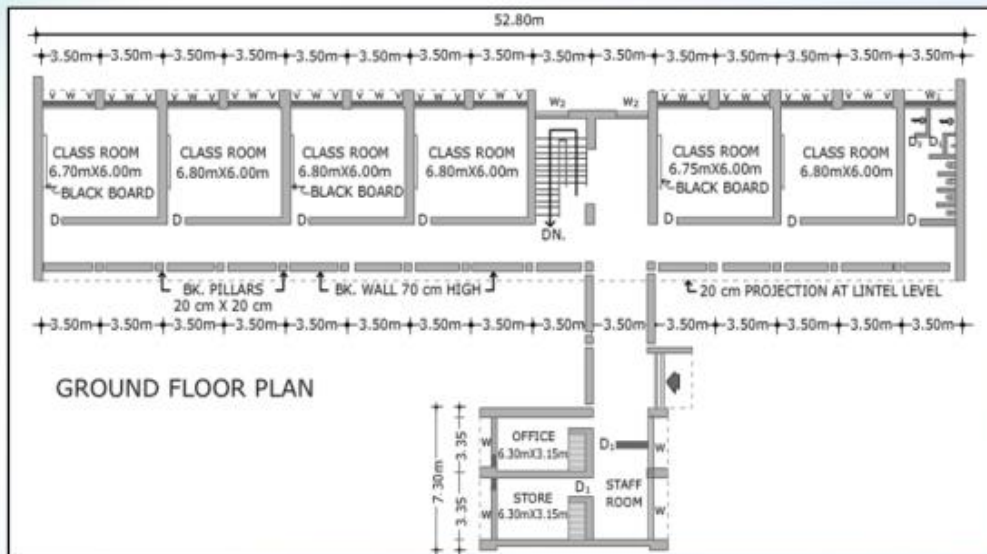 52.80m
3.50m 3.50m 3.50m 3.50m 3.50m 3.50m 3.50m 3.50m 3.50m 3.50m 3.50m 3.50m 3.50m 3.50m 3.50m
V W V V W V V W V V W V W2 W2 V W V V W V W2
CLASS ROOM
6.70mX6.00m
BLACK BOARD
D
CLASS ROOM
6.80mX6.00m
D
CLASS ROOM
6.80mX6.00m
BLACK BOARD
D
CLASS ROOM
6.80mX6.00m
D
DN.
CLASS ROOM
6.75mX6.00m
BLACK BOARD
D
CLASS ROOM
6.80mX6.00m
D
D
BK. PILLARS
20 cm X 20 cm
BK. WALL 70 cm HIGH
20 cm PROJECTION AT LINTEL LEVEL
3.50m 3.50m 3.50m 3.50m 3.50m 3.50m 3.50m 3.50m 3.50m 3.50m 3.50m 3.50m 3.50m 3.50m 3.50m
GROUND FLOOR PLAN
7.30m
3.35
3.35
W
OFFICE
6.30mX3.15m
D1
W
W
STORE
6.30mX3.15m
D1
STAFF
ROOM
W